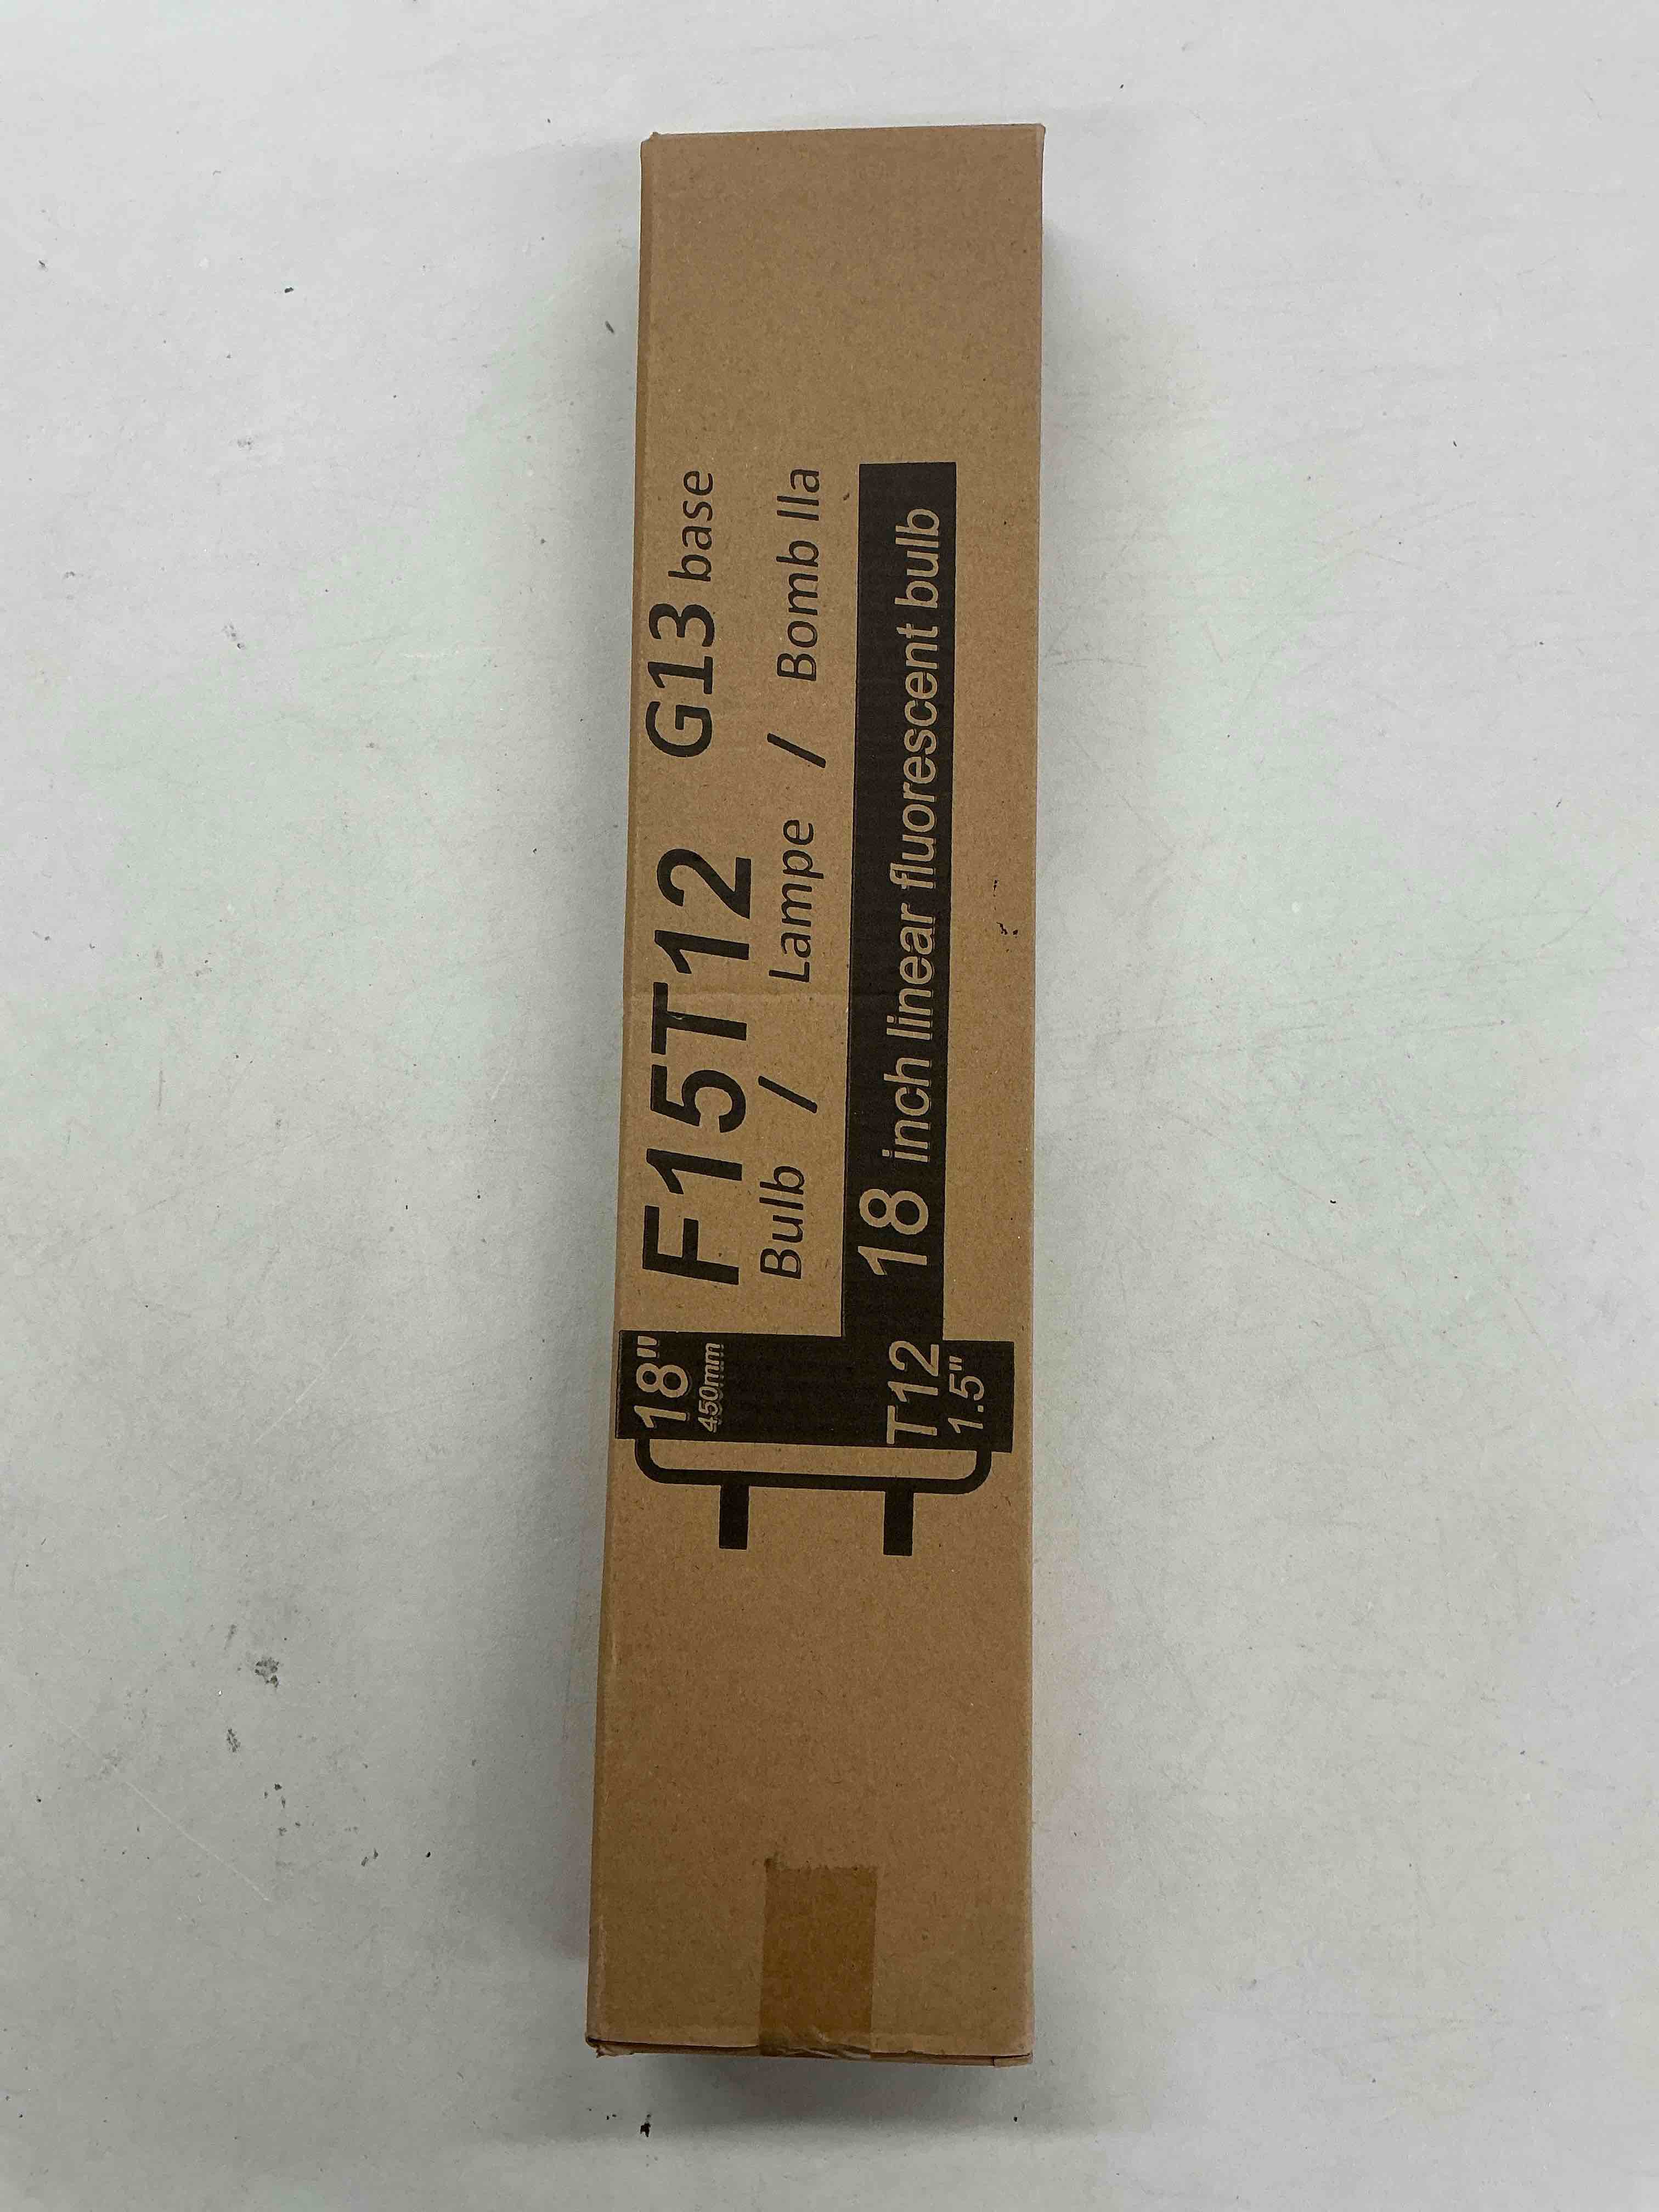 F15T12 G13 base
Bulb / Lampe / Bomb lla
18"
450mm
T12
1.5"
18 inch linear fluorescent bulb